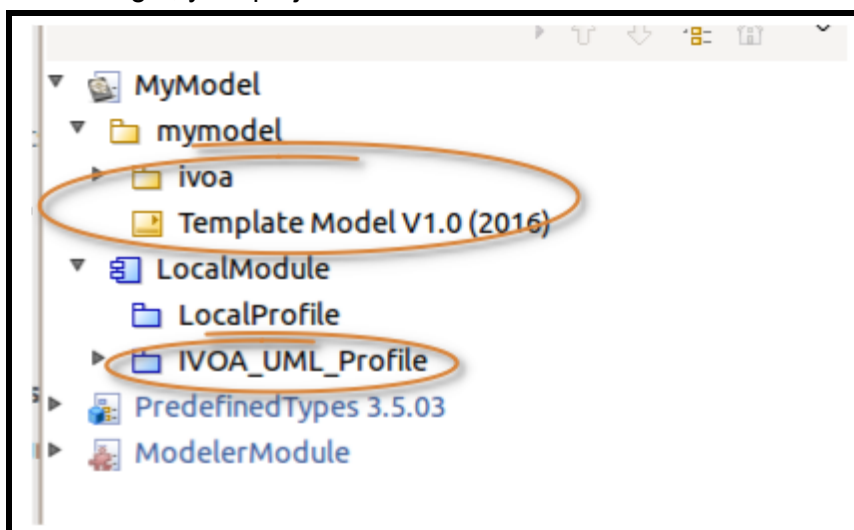 MyModel
mymodel
ivoa
Template Model V1.0 (2016)
LocalModule
LocalProfile
IVOA_UML_Profile
PredefinedTypes 3.5.03
ModelerModule